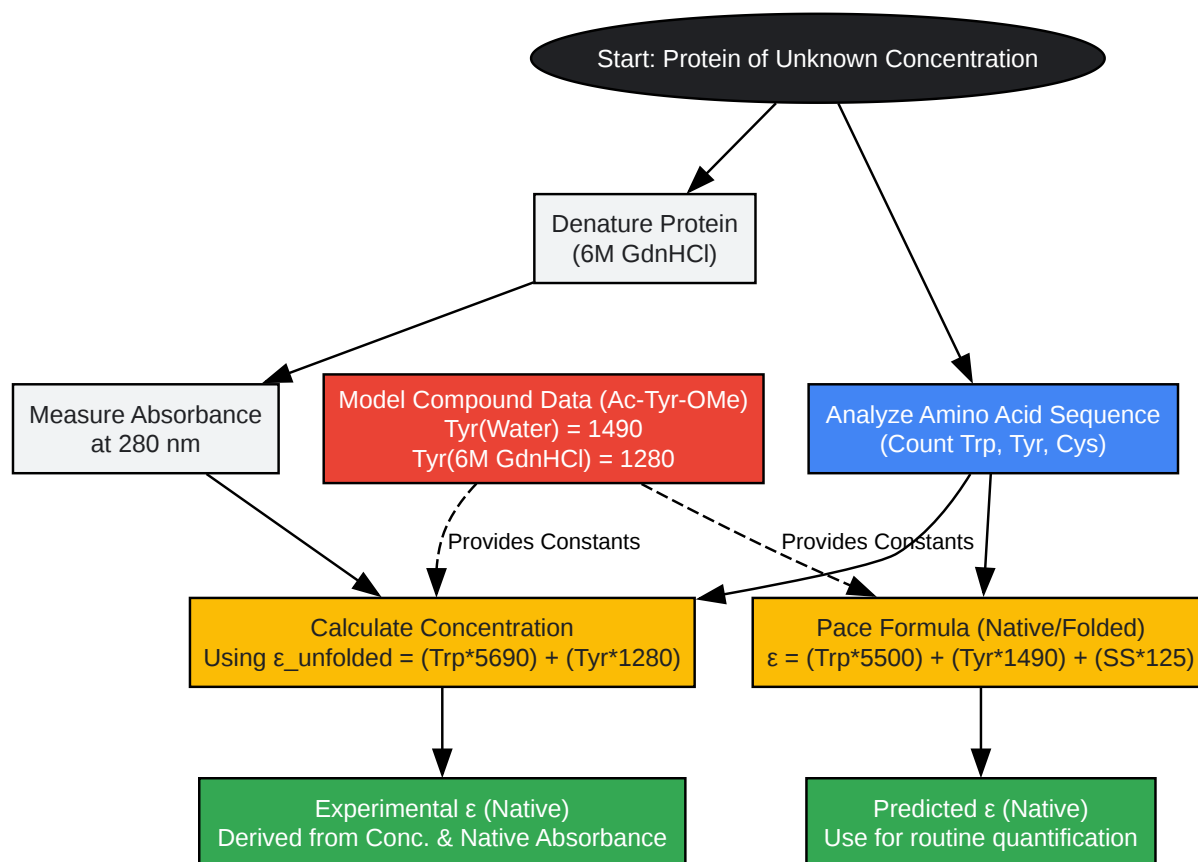 Start: Protein of Unknown Concentration
Denature Protein
(6M GdnHCl)
Measure Absorbance
at 280 nm
Model Compound Data (Ac-Tyr-OMe)
Tyr(Water) = 1490
Tyr(6M GdnHCl) = 1280
Analyze Amino Acid Sequence
(Count Trp, Tyr, Cys)
Provides Constants
Provides Constants
Calculate Concentration
Using ε_unfolded = (Trp*5690) + (Tyr*1280)
Pace Formula (Native/Folded)
ε = (Trp*5500) + (Tyr*1490) + (SS*125)
Experimental ε (Native)
Derived from Conc. & Native Absorbance
Predicted ε (Native)
Use for routine quantification